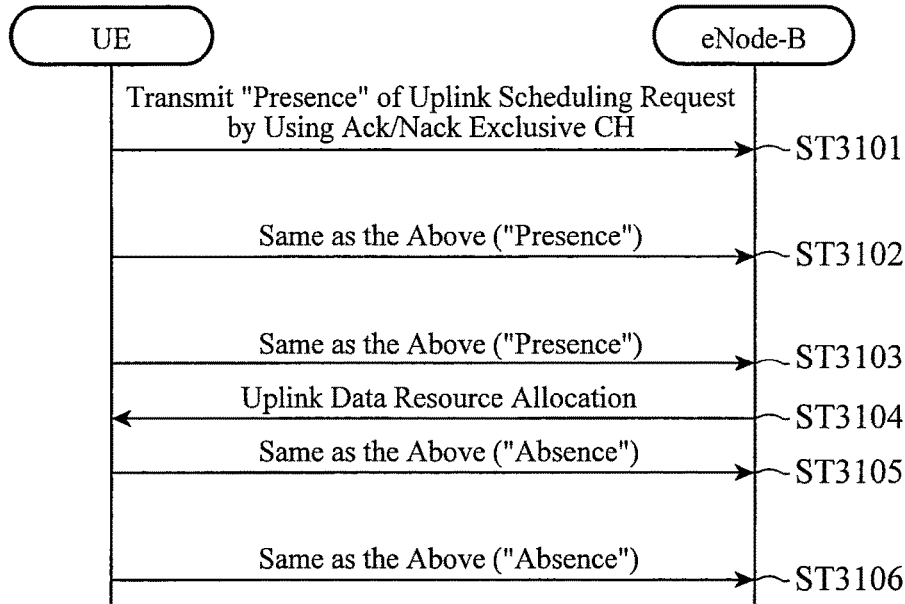 UE
eNode-B
Transmit "Presence" of Uplink Scheduling Request
by Using Ack/Nack Exclusive CH
ST3101
Same as the Above ("Presence")
ST3102
Same as the Above ("Presence")
ST3103
Uplink Data Resource Allocation
ST3104
Same as the Above ("Absence")
ST3105
Same as the Above ("Absence")
ST3106